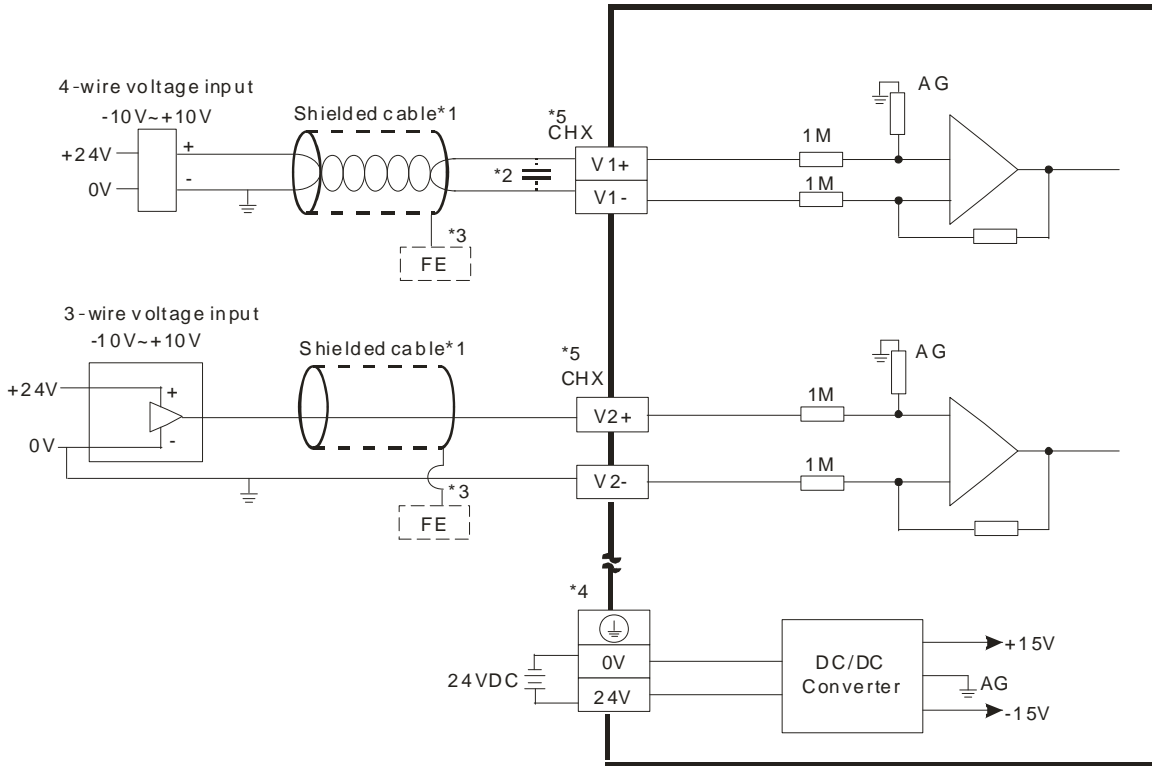 4-wire voltage input
-10V~+10V
+24V
0V
+
-
Shielded cable*1
*2
*3
FE
*5
CHX
V1+
V1-
1M
1M
AG
3-wire voltage input
-10V~+10V
+24V
0V
+
-
Shielded cable*1
*3
FE
*5
CHX
V2+
V2-
1M
1M
AG
*4
24VDC
0V
24V
DC/DC
Converter
+15V
AG
-15V